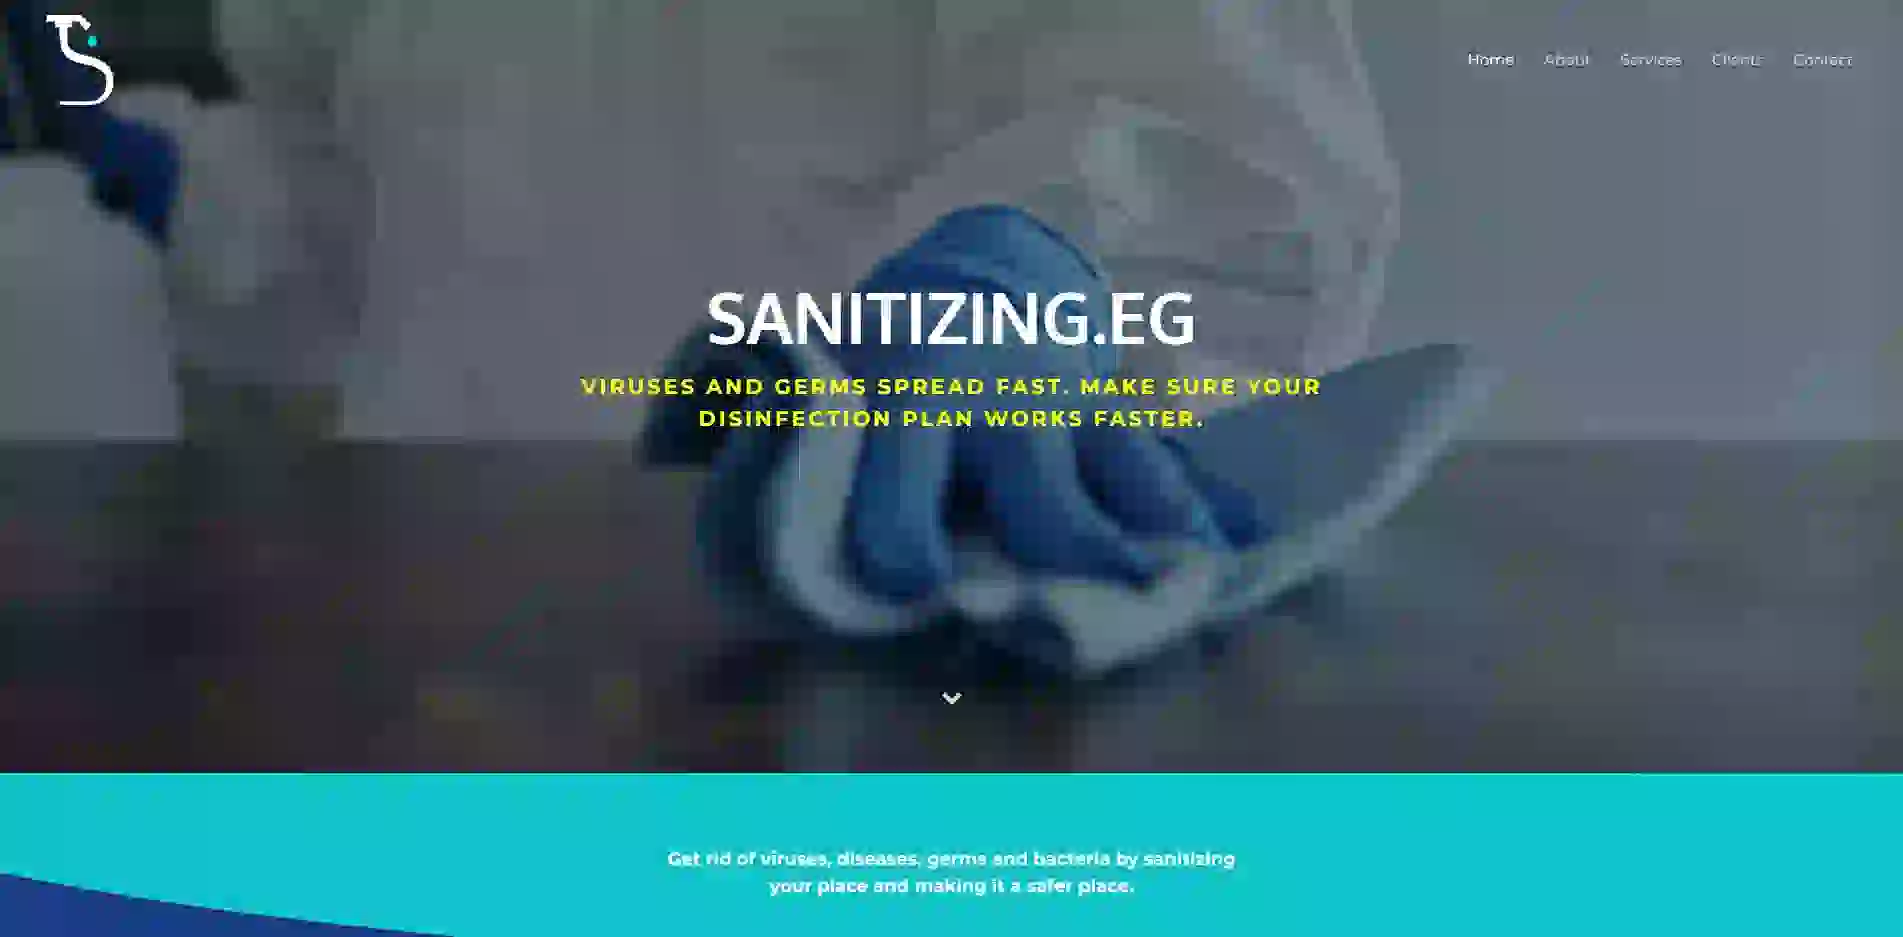 Home About Services Clients Contact
SANITIZING.EG
VIRUSES AND GERMS SPREAD FAST. MAKE SURE YOUR
DISINFECTION PLAN WORKS FASTER.
Get rid of viruses, diseases, germs and bacteria by sanitizing
your place and making it a safer place.